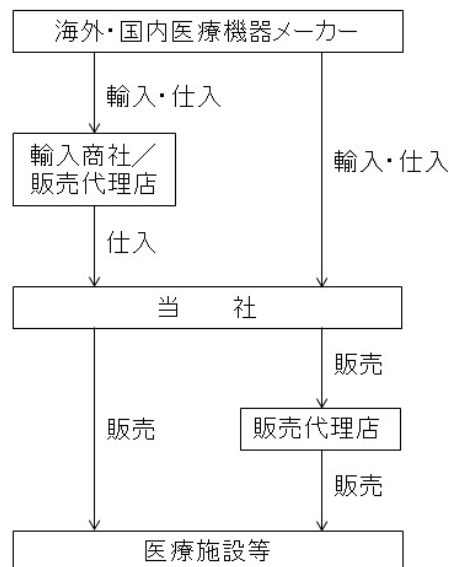 海外・国内医療機器メーカー
輸入・仕入
輸入商社／
販売代理店
輸入・仕入
仕入
当　　社
販売
販売
販売代理店
販売
医療施設等